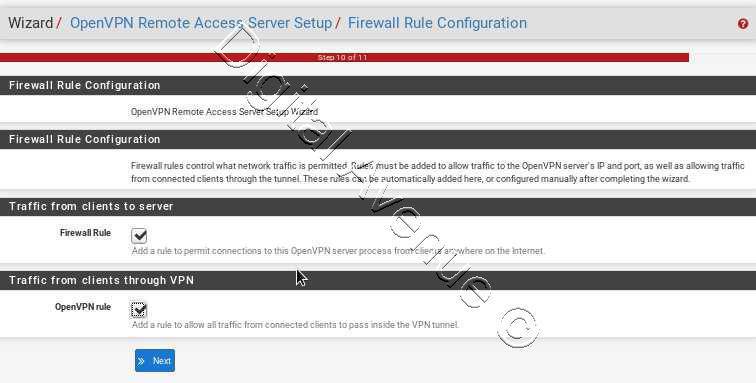 Wizard / OpenVPN Remote Access Server Setup / Firewall Rule Configuration
Step 10 of 11
Firewall Rule Configuration
OpenVPN Remote Access Server Setup Wizard
Firewall Rule Configuration
Firewall rules control what network traffic is permitted. Rules must be added to allow traffic to the OpenVPN server's IP and port, as well as allowing traffic
from connected clients through the tunnel. These rules can be automatically added here, or configured manually after completing the wizard.
Traffic from clients to server
Firewall Rule
Add a rule to permit connections to this OpenVPN server process from clients anywhere on the Internet.
Traffic from clients through VPN
OpenVPN rule
Add a rule to allow all traffic from connected clients to pass inside the VPN tunnel.
» Next
Digital Avenue ©